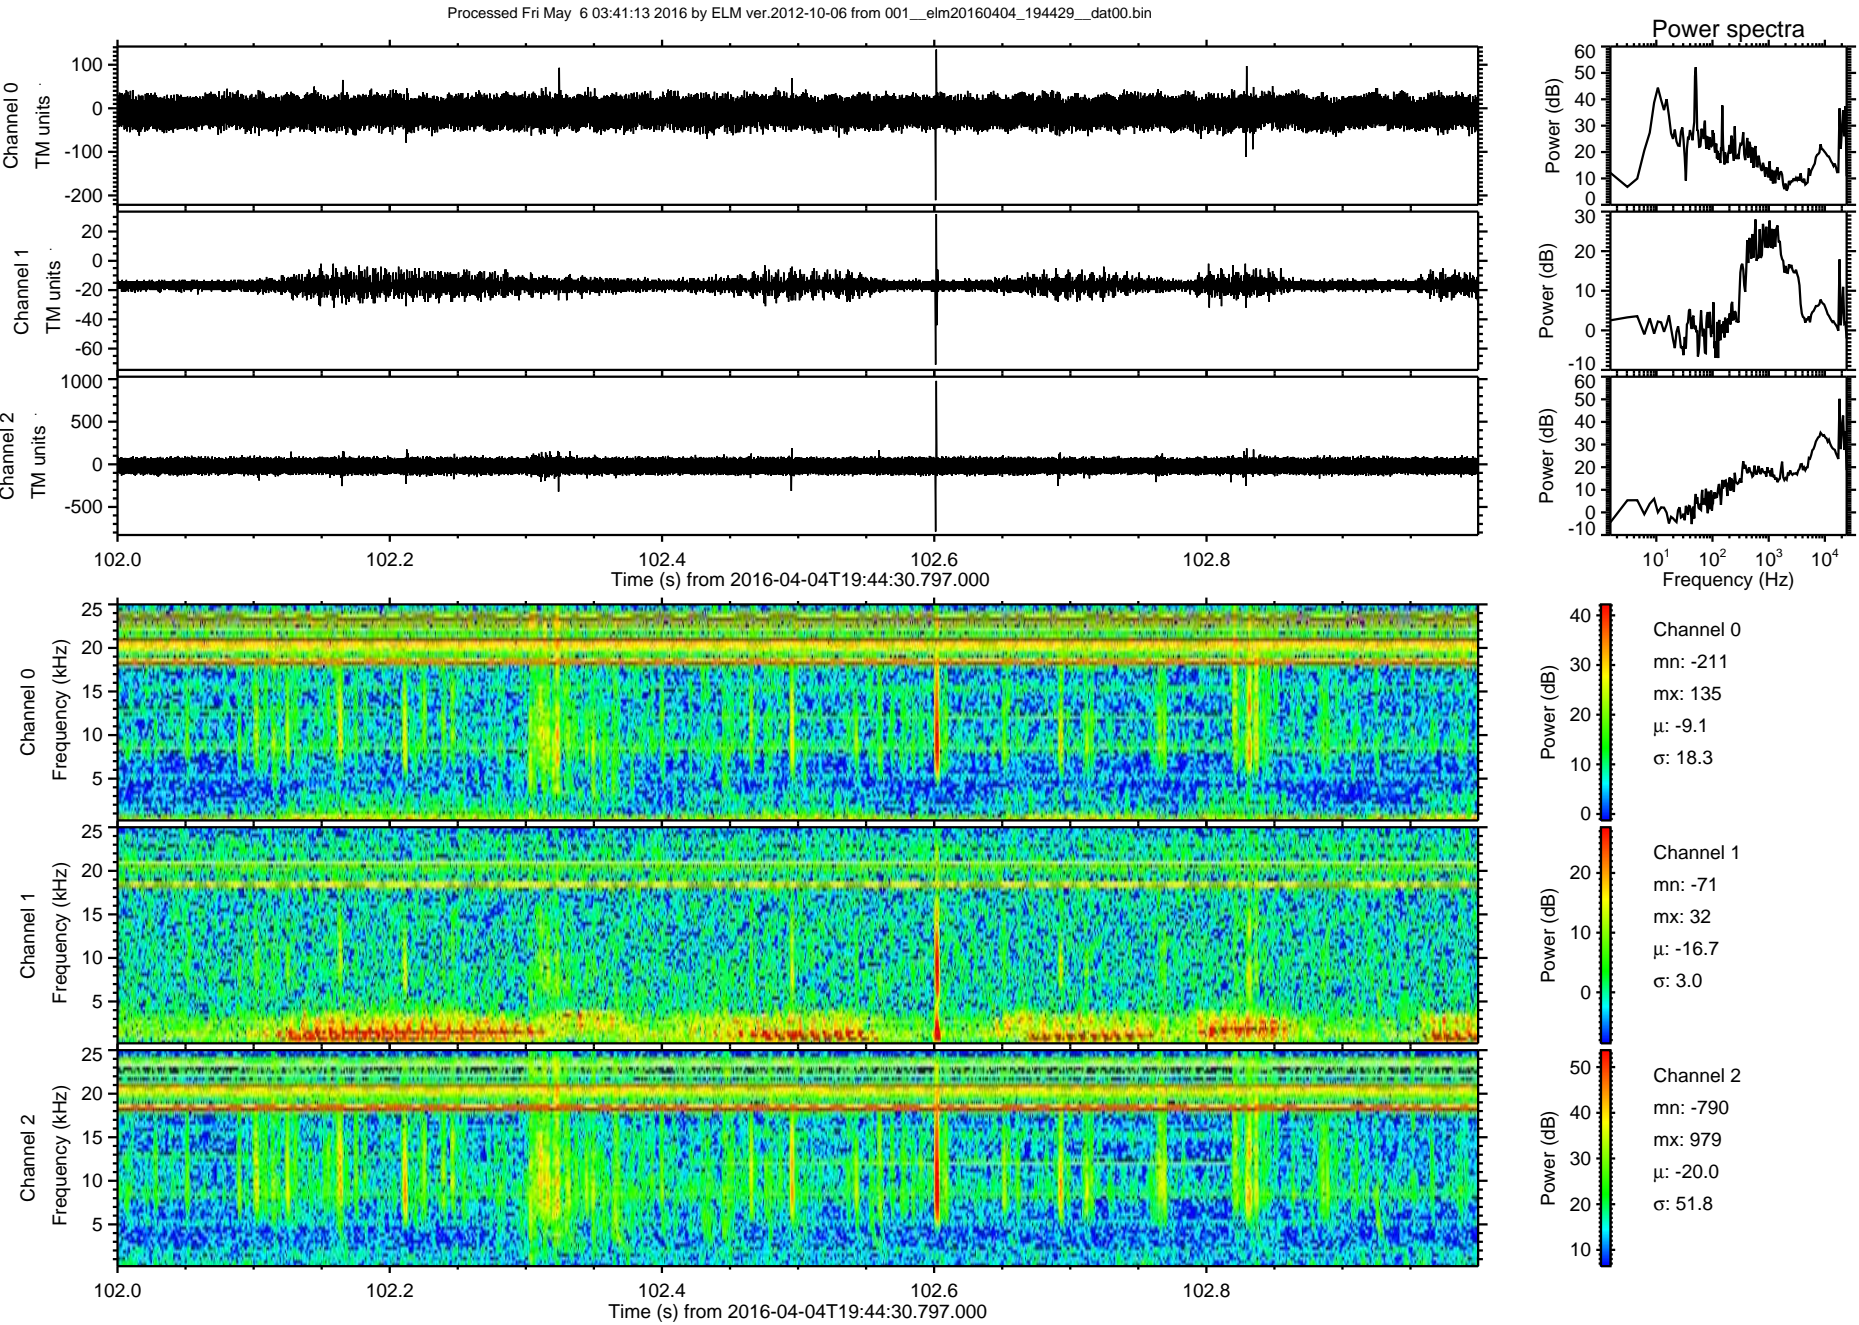 Processed Fri May  6 03:41:13 2016 by ELM ver.2012-10-06 from 001__elm20160404_194429__dat00.bin
Power spectra
Channel 0
TM units
100
0
-100
-200
Power (dB)
60
50
40
30
20
10
0
Channel 1
TM units
20
0
-20
-40
-60
Power (dB)
30
20
10
0
-10
Channel 2
TM units
1000
500
0
-500
Power (dB)
60
50
40
30
20
10
0
-10
102.0 102.2 102.4 102.6 102.8
Time (s) from 2016-04-04T19:44:30.797.000
10^1 10^2 10^3 10^4
Frequency (Hz)
Channel 0
Frequency (kHz)
25
20
15
10
5
Power (dB)
40
30
20
10
0
Channel 0
mn: -211
mx: 135
μ: -9.1
σ: 18.3
Channel 1
Frequency (kHz)
25
20
15
10
5
Power (dB)
20
10
0
Channel 1
mn: -71
mx: 32
μ: -16.7
σ: 3.0
Channel 2
Frequency (kHz)
25
20
15
10
5
Power (dB)
50
40
30
20
10
Channel 2
mn: -790
mx: 979
μ: -20.0
σ: 51.8
102.0 102.2 102.4 102.6 102.8
Time (s) from 2016-04-04T19:44:30.797.000